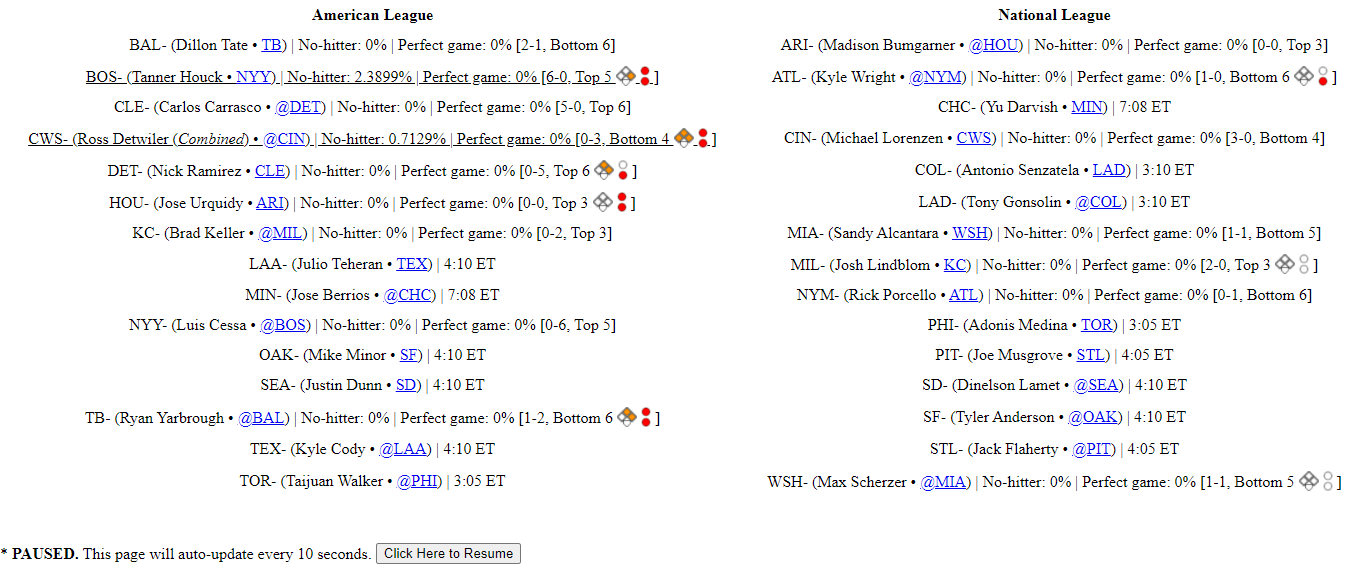 American League
BAL- (Dillon Tate • TB) | No-hitter: 0% | Perfect game: 0% [2-1, Bottom 6]
BOS- (Tanner Houck • NYY) | No-hitter: 2.3899% | Perfect game: 0% [6-0, Top 5 ]
CLE- (Carlos Carrasco • @DET) | No-hitter: 0% | Perfect game: 0% [5-0, Top 6]
CWS- (Ross Detwiler (Combined) • @CIN) | No-hitter: 0.7129% | Perfect game: 0% [0-3, Bottom 4 ]
DET- (Nick Ramirez • CLE) | No-hitter: 0% | Perfect game: 0% [0-5, Top 6 ]
HOU- (Jose Urquidy • ARI) | No-hitter: 0% | Perfect game: 0% [0-0, Top 3 ]
KC- (Brad Keller • @MIL) | No-hitter: 0% | Perfect game: 0% [0-2, Top 3]
LAA- (Julio Teheran • TEX) | 4:10 ET
MIN- (Jose Berrios • @CHC) | 7:08 ET
NYY- (Luis Cessa • @BOS) | No-hitter: 0% | Perfect game: 0% [0-6, Top 5]
OAK- (Mike Minor • SF) | 4:10 ET
SEA- (Justin Dunn • SD) | 4:10 ET
TB- (Ryan Yarbrough • @BAL) | No-hitter: 0% | Perfect game: 0% [1-2, Bottom 6 ]
TEX- (Kyle Cody • @LAA) | 4:10 ET
TOR- (Taijuan Walker • @PHI) | 3:05 ET
National League
ARI- (Madison Bumgarner • @HOU) | No-hitter: 0% | Perfect game: 0% [0-0, Top 3]
ATL- (Kyle Wright • @NYM) | No-hitter: 0% | Perfect game: 0% [1-0, Bottom 6 ]
CHC- (Yu Darvish • MIN) | 7:08 ET
CIN- (Michael Lorenzen • CWS) | No-hitter: 0% | Perfect game: 0% [3-0, Bottom 4]
COL- (Antonio Senzatela • LAD) | 3:10 ET
LAD- (Tony Gonsolin • @COL) | 3:10 ET
MIA- (Sandy Alcantara • WSH) | No-hitter: 0% | Perfect game: 0% [1-1, Bottom 5]
MIL- (Josh Lindblom • KC) | No-hitter: 0% | Perfect game: 0% [2-0, Top 3 ]
NYM- (Rick Porcello • ATL) | No-hitter: 0% | Perfect game: 0% [0-1, Bottom 6]
PHI- (Adonis Medina • TOR) | 3:05 ET
PIT- (Joe Musgrove • STL) | 4:05 ET
SD- (Dinelson Lamet • @SEA) | 4:10 ET
SF- (Tyler Anderson • @OAK) | 4:10 ET
STL- (Jack Flaherty • @PIT) | 4:05 ET
WSH- (Max Scherzer • @MIA) | No-hitter: 0% | Perfect game: 0% [1-1, Bottom 5 ]
* PAUSED. This page will auto-update every 10 seconds. Click Here to Resume